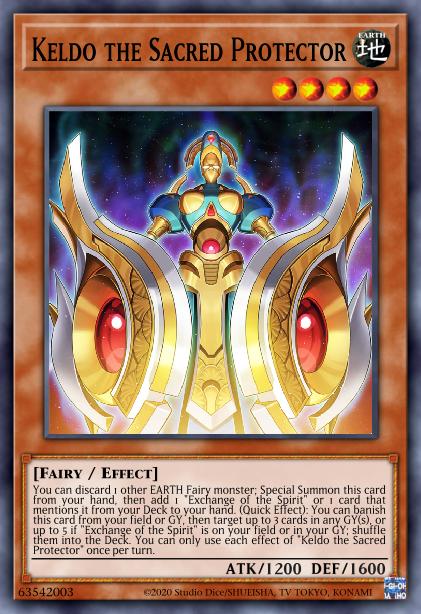 KELDO THE SACRED PROTECTOR
EARTH
地
[FAIRY / EFFECT]
You can discard 1 other EARTH Fairy monster; Special Summon this card
from your hand, then add 1 "Exchange of the Spirit" or 1 card that
mentions it from your Deck to your hand. (Quick Effect): You can banish
this card from your field or GY, then target up to 3 cards in any GY(s), or
up to 5 if "Exchange of the Spirit" is on your field or in your GY; shuffle
them into the Deck. You can only use each effect of "Keldo the Sacred
Protector" once per turn.
ATK/1200 DEF/1600
63542003 ©2020 Studio Dice/SHUEISHA, TV TOKYO, KONAMI